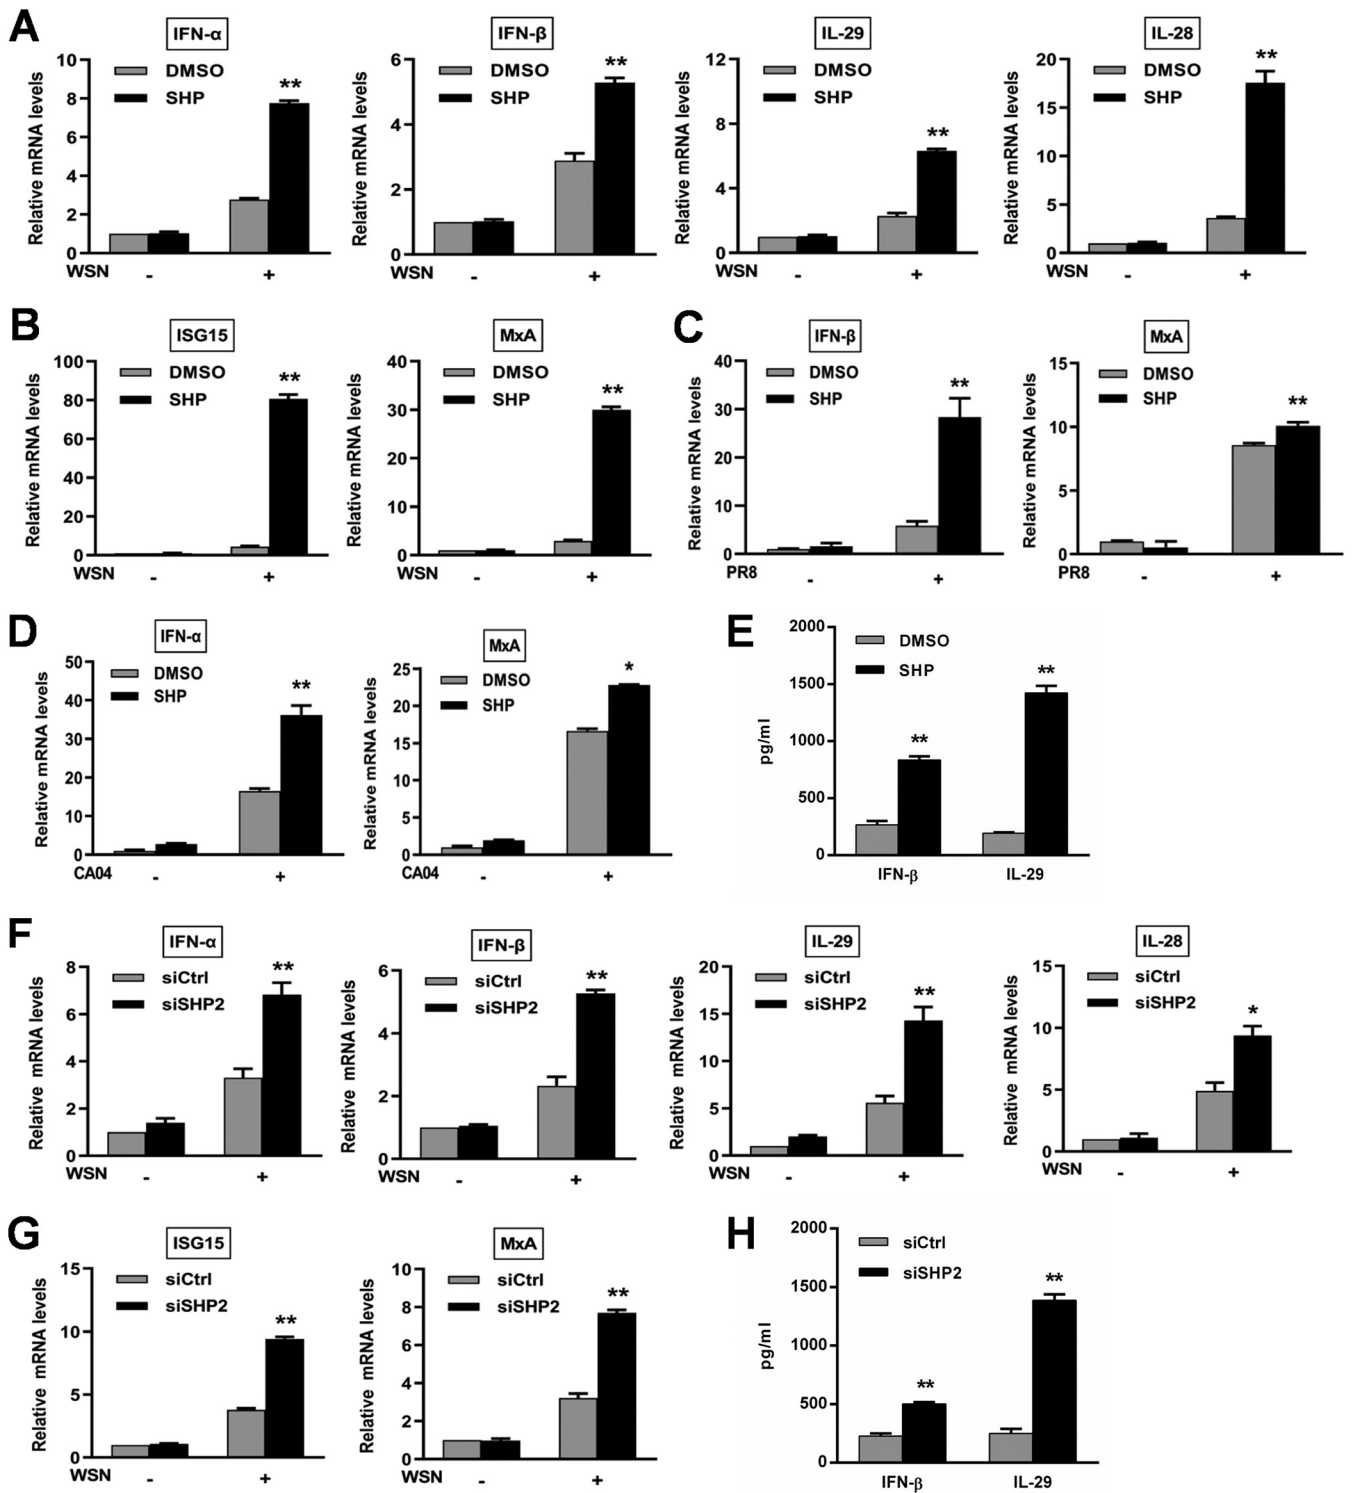 A
IFN-α
Relative mRNA levels
10
8
6
4
2
0
DMSO
SHP
**
WSN - +
IFN-β
Relative mRNA levels
6
4
2
0
DMSO
SHP
**
WSN - +
IL-29
Relative mRNA levels
12
8
4
0
DMSO
SHP
**
WSN - +
IL-28
Relative mRNA levels
20
15
10
5
0
DMSO
SHP
**
WSN - +
B
ISG15
Relative mRNA levels
100
80
60
40
20
0
DMSO
SHP
**
WSN - +
MxA
Relative mRNA levels
40
30
20
10
0
DMSO
SHP
**
WSN - +
C
IFN-β
Relative mRNA levels
40
30
20
10
0
DMSO
SHP
**
PR8 - +
MxA
Relative mRNA levels
15
10
5
0
DMSO
SHP
**
PR8 - +
D
IFN-α
Relative mRNA levels
50
40
30
20
10
0
DMSO
SHP
**
CA04 - +
MxA
Relative mRNA levels
25
20
15
10
5
0
DMSO
SHP
*
CA04 - +
E
pg/ml
2000
1500
1000
500
0
DMSO
SHP
**
**
IFN-β IL-29
F
IFN-α
Relative mRNA levels
8
6
4
2
0
siCtrl
siSHP2
**
WSN - +
IFN-β
Relative mRNA levels
6
4
2
0
siCtrl
siSHP2
**
WSN - +
IL-29
Relative mRNA levels
20
15
10
5
0
siCtrl
siSHP2
**
WSN - +
IL-28
Relative mRNA levels
15
10
5
0
siCtrl
siSHP2
*
WSN - +
G
ISG15
Relative mRNA levels
15
10
5
0
siCtrl
siSHP2
**
WSN - +
MxA
Relative mRNA levels
10
8
6
4
2
0
siCtrl
siSHP2
**
WSN - +
H
pg/ml
2000
1500
1000
500
0
siCtrl
siSHP2
**
**
IFN-β IL-29